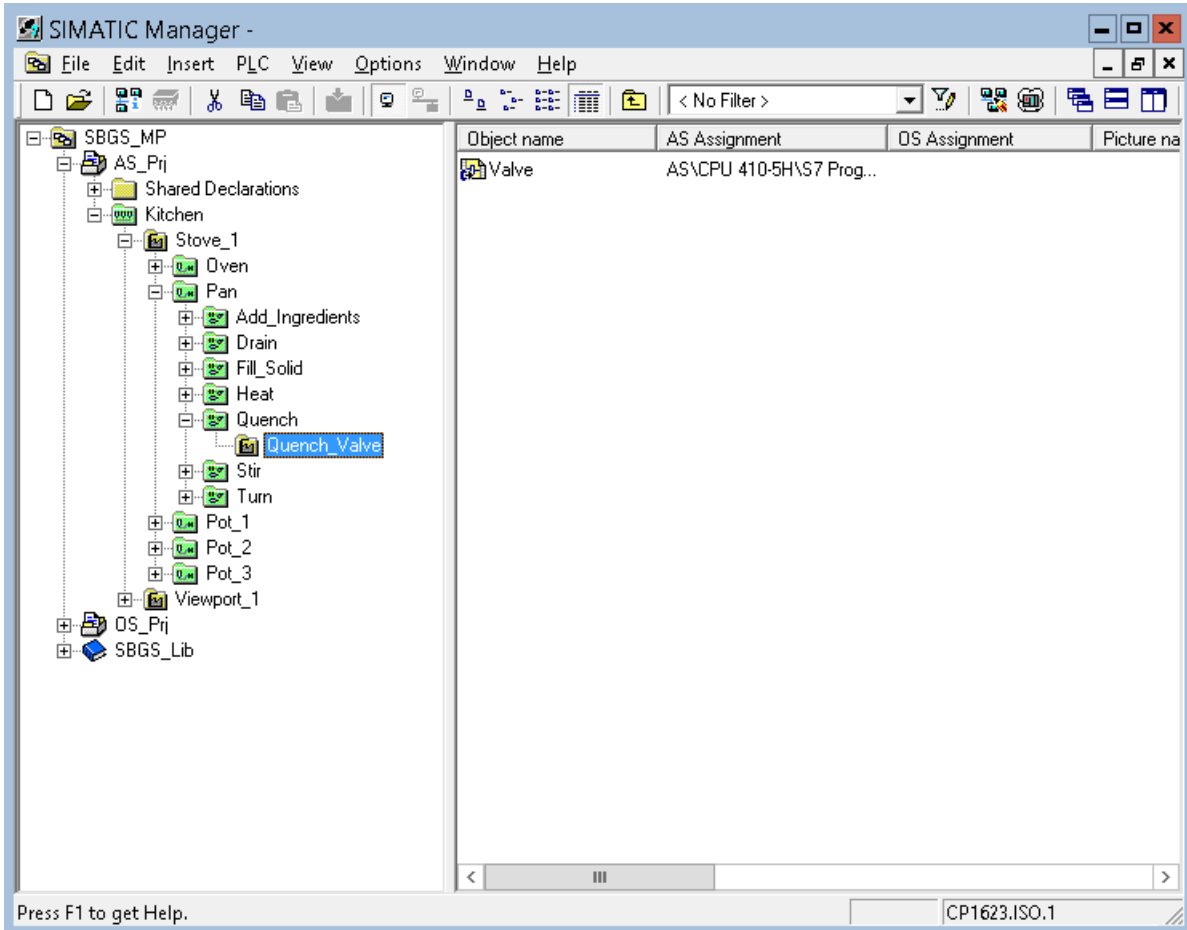 SIMATIC Manager -
File Edit Insert PLC View Options Window Help
< No Filter >
SBGS_MP
AS_Prj
Shared Declarations
Kitchen
Stove_1
Oven
Pan
Add_Ingredients
Drain
Fill_Solid
Heat
Quench
Quench_Valve
Stir
Turn
Pot_1
Pot_2
Pot_3
Viewport_1
OS_Prj
SBGS_Lib
Object name AS Assignment OS Assignment Picture na
Valve AS\CPU 410-5H\S7 Prog...
Press F1 to get Help. CP1623.ISO.1